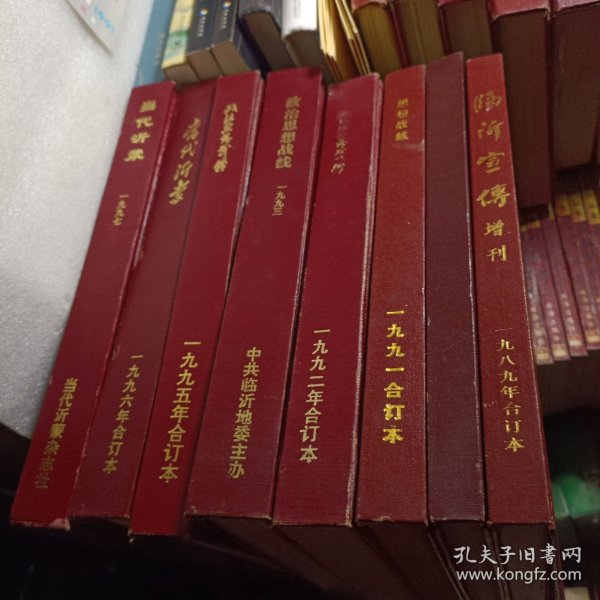 当代沂蒙
一九九七
当代沂蒙杂志社
当代沂蒙
一九九六年合订本
一九九五年合订本
政治思想战线
一九九三
中共临沂地委主办
一九九二年合订本
思想战线
一九九一合订本
临沂宣传
增刊
一九八九年合订本
孔夫子旧书网
www.kongfz.com